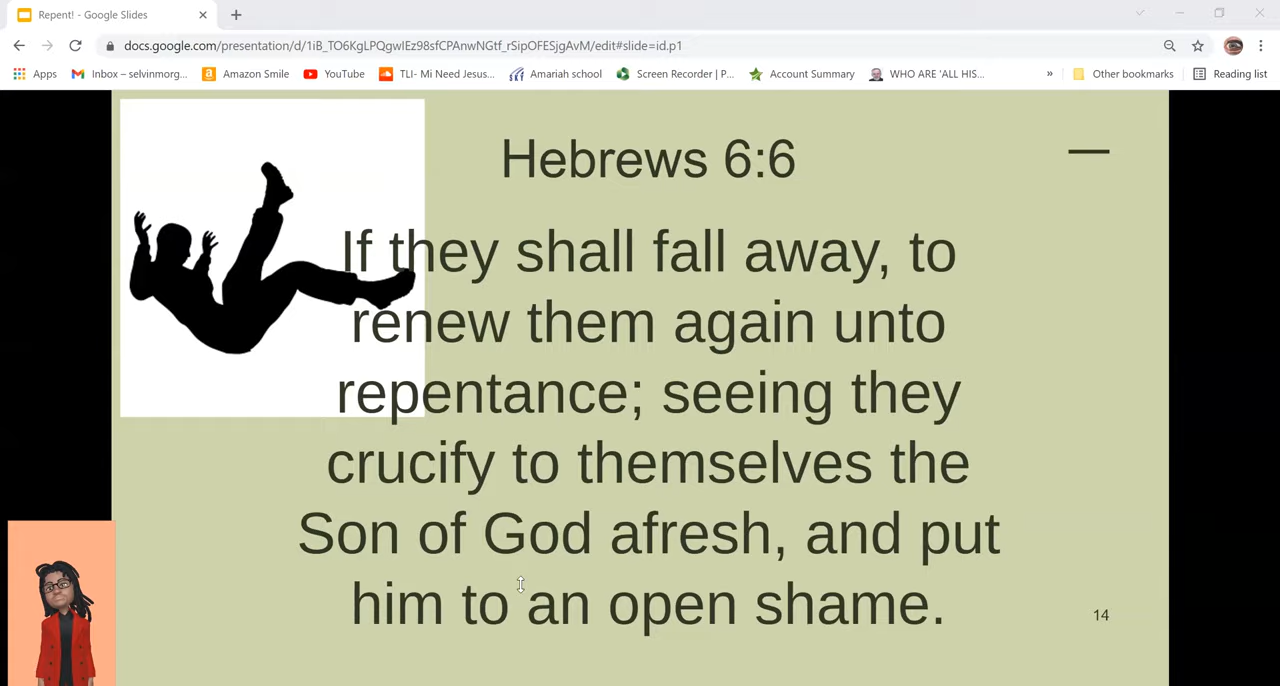 Repent! - Google Slides
docs.google.com/presentation/d/1iB_TO6KgLPQgwIEz98sfCPAnwNGtf_rSipOFESjgAvM/edit#slide=id.p1
Apps Inbox – selvinmorg... Amazon Smile YouTube TLI- Mi Need Jesus... Amariah school Screen Recorder | P... Account Summary WHO ARE 'ALL HIS... » Other bookmarks Reading list
Hebrews 6:6
If they shall fall away, to
renew them again unto
repentance; seeing they
crucify to themselves the
Son of God afresh, and put
him to an open shame.
14